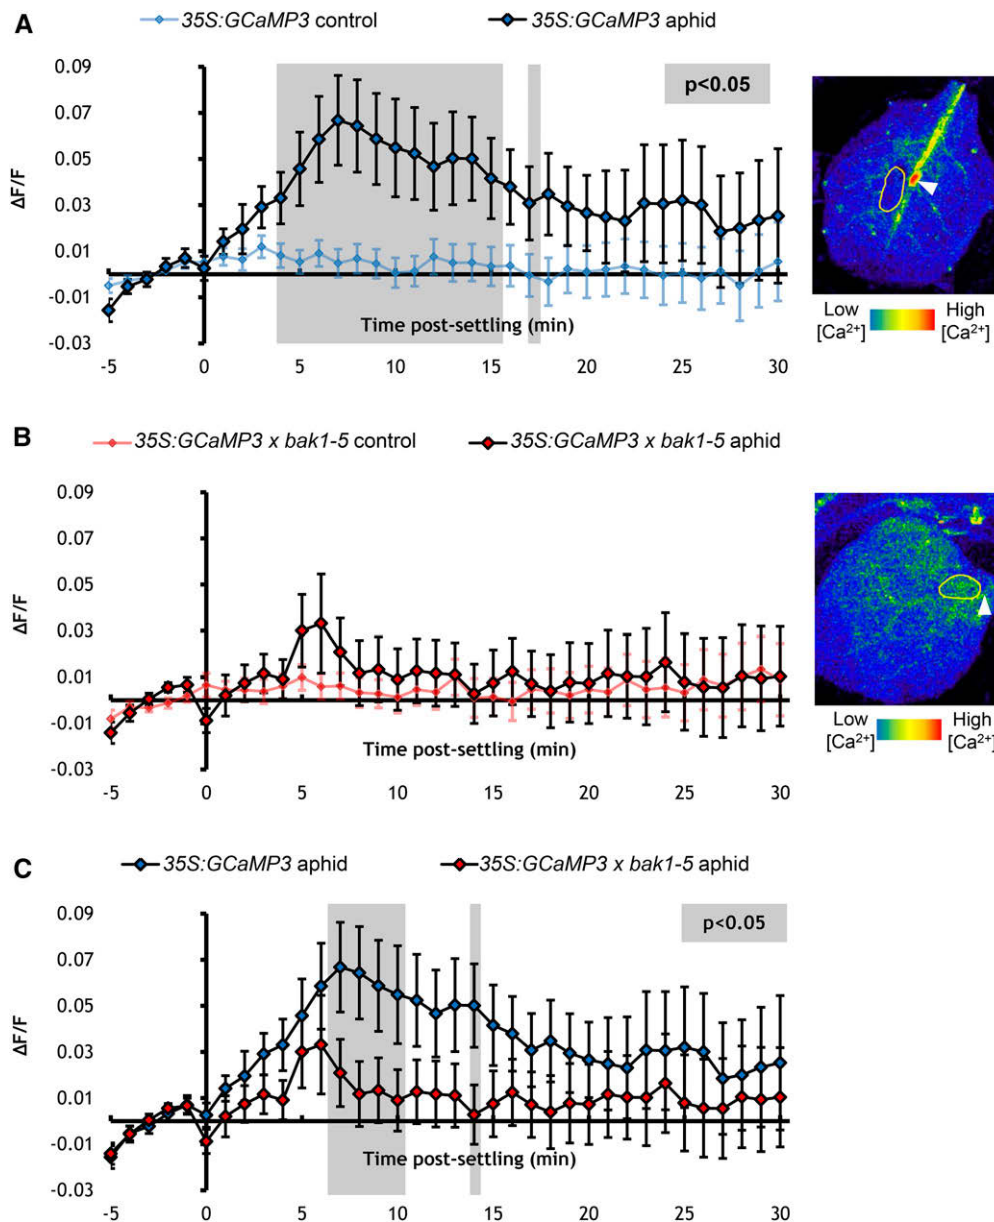 A
35S:GCaMP3 control 35S:GCaMP3 aphid
0.09
0.07
0.05
0.03
0.01
-0.01
-0.03
ΔF/F
p<0.05
Time post-settling (min)
-5 0 5 10 15 20 25 30
Low High
[Ca²⁺] [Ca²⁺]
B
35S:GCaMP3 x bak1-5 control 35S:GCaMP3 x bak1-5 aphid
0.09
0.07
0.05
0.03
0.01
-0.01
-0.03
ΔF/F
Time post-settling (min)
-5 0 5 10 15 20 25 30
Low High
[Ca²⁺] [Ca²⁺]
C
35S:GCaMP3 aphid 35S:GCaMP3 x bak1-5 aphid
0.09
0.07
0.05
0.03
0.01
-0.01
-0.03
ΔF/F
p<0.05
Time post-settling (min)
-5 0 5 10 15 20 25 30